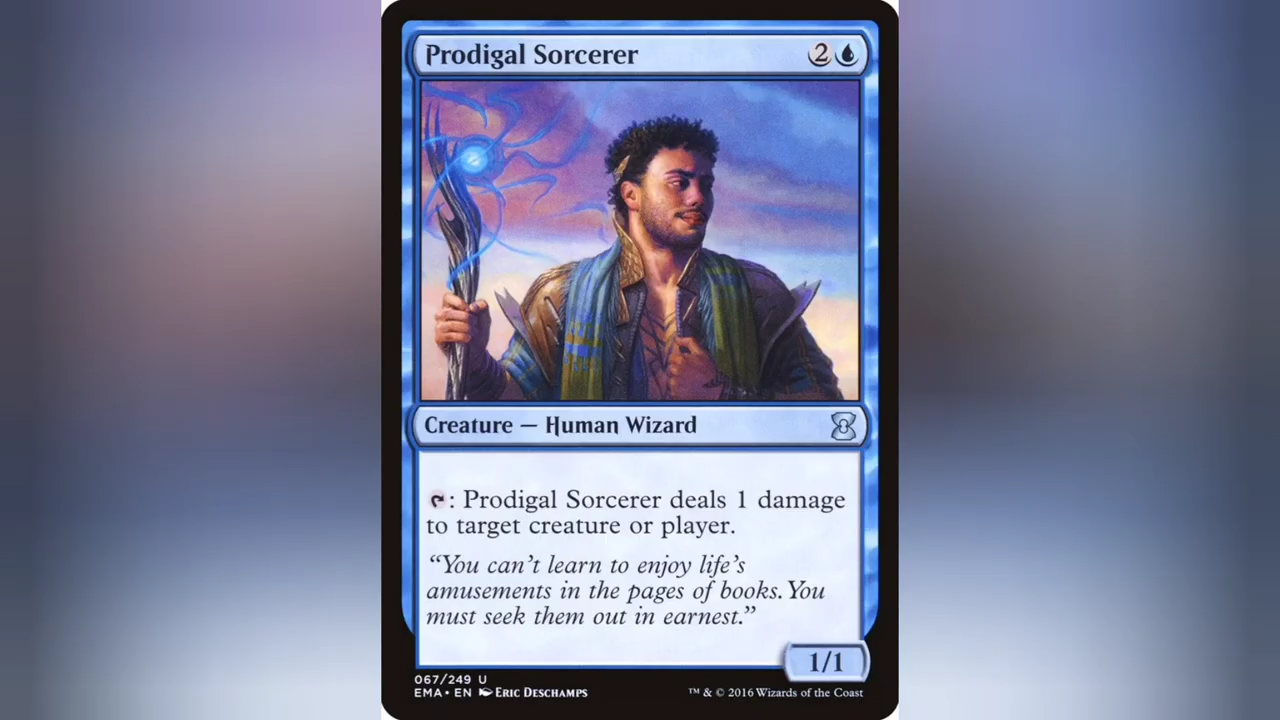 Prodigal Sorcerer 2
Creature — Human Wizard
: Prodigal Sorcerer deals 1 damage
to target creature or player.
“You can’t learn to enjoy life’s
amusements in the pages of books. You
must seek them out in earnest.”
1/1
067/249 U
EMA • EN Eric Deschamps
™ & © 2016 Wizards of the Coast